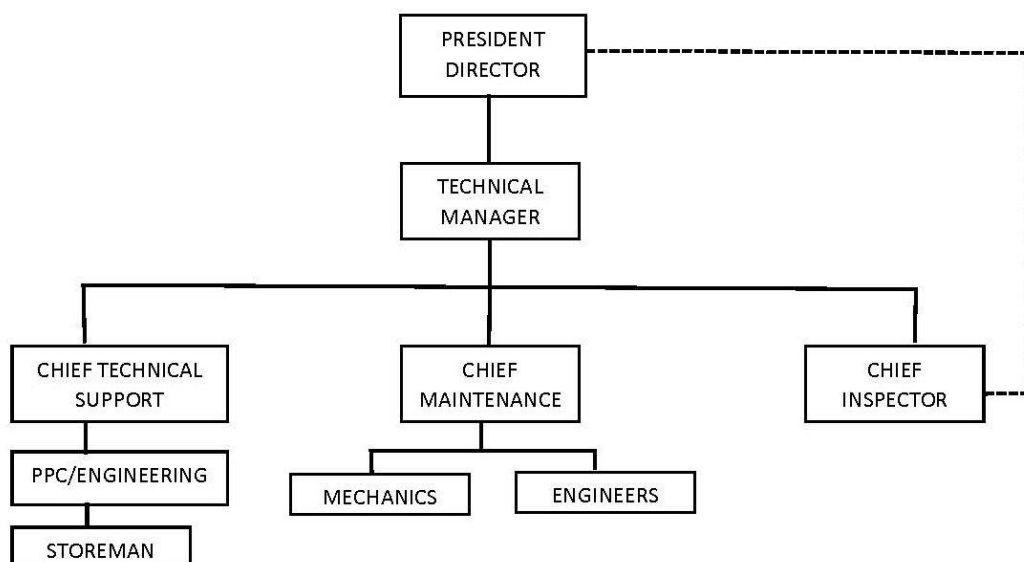 PRESIDENT
DIRECTOR
TECHNICAL
MANAGER
CHIEF TECHNICAL
SUPPORT
CHIEF
MAINTENANCE
CHIEF
INSPECTOR
PPC/ENGINEERING
MECHANICS
ENGINEERS
STOREMAN